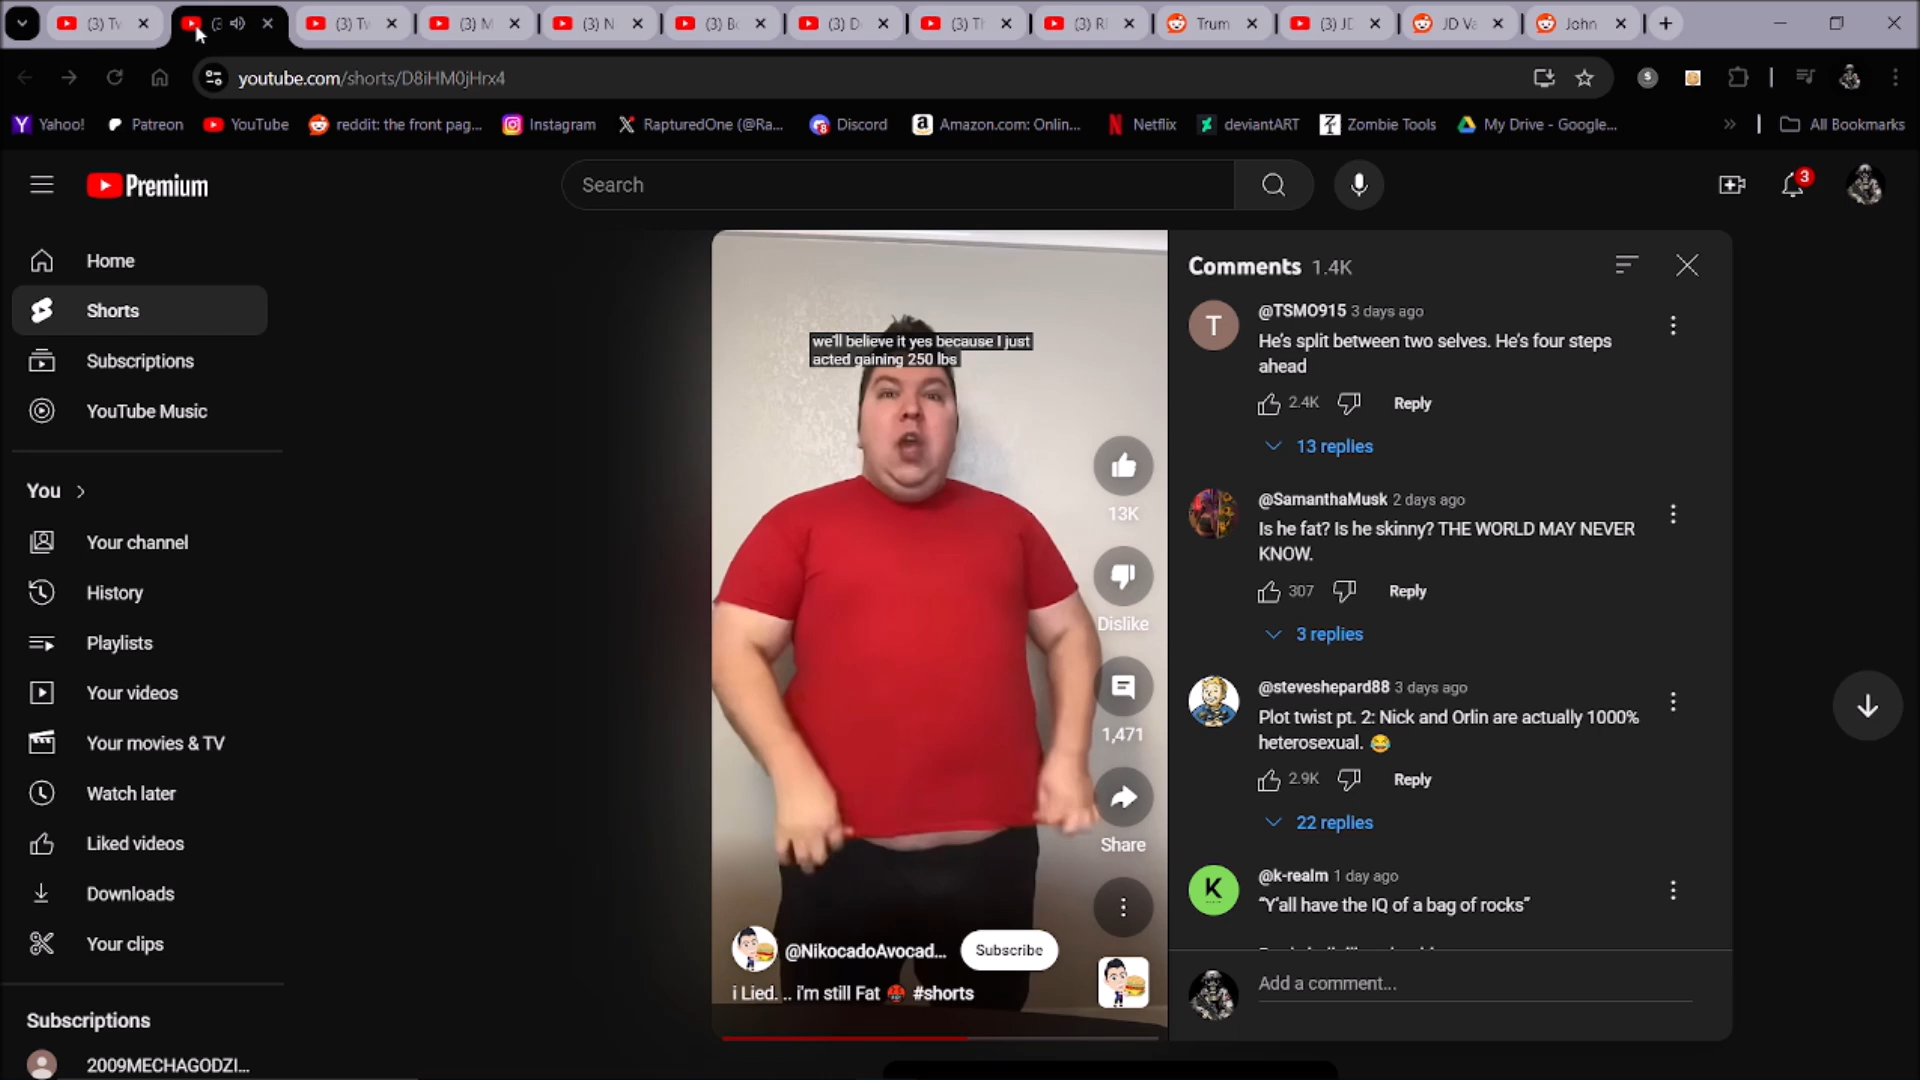 (3) Tv
(3
(3) Tv
(3) M
(3) N
(3) B
(3) D
(3) Tl
(3) R
Trum
(3) JD
JD Va
John
youtube.com/shorts/D8iHM0jHrx4
Yahoo!
Patreon
YouTube
reddit: the front pag...
Instagram
RapturedOne (@Ra...
Discord
Amazon.com: Onlin...
Netflix
deviantART
Zombie Tools
My Drive - Google...
All Bookmarks
Premium
Search
3
Home
Shorts
Subscriptions
YouTube Music
You
Your channel
History
Playlists
Your videos
Your movies & TV
Watch later
Liked videos
Downloads
Your clips
Subscriptions
2009MECHAGODZI...
we'll believe it yes because I just
acted gaining 250 lbs
13K
Dislike
1,471
Share
@NikocadoAvocad...
Subscribe
i Lied. .. i'm still Fat 😡 #shorts
Comments 1.4K
T
@TSMO915 3 days ago
He's split between two selves. He's four steps
ahead
2.4K
Reply
13 replies
@SamanthaMusk 2 days ago
Is he fat? Is he skinny? THE WORLD MAY NEVER
KNOW.
307
Reply
3 replies
@steveshepard88 3 days ago
Plot twist pt. 2: Nick and Orlin are actually 1000%
heterosexual. 😂
2.9K
Reply
22 replies
K
@k-realm 1 day ago
“Y'all have the IQ of a bag of rocks”
Add a comment...